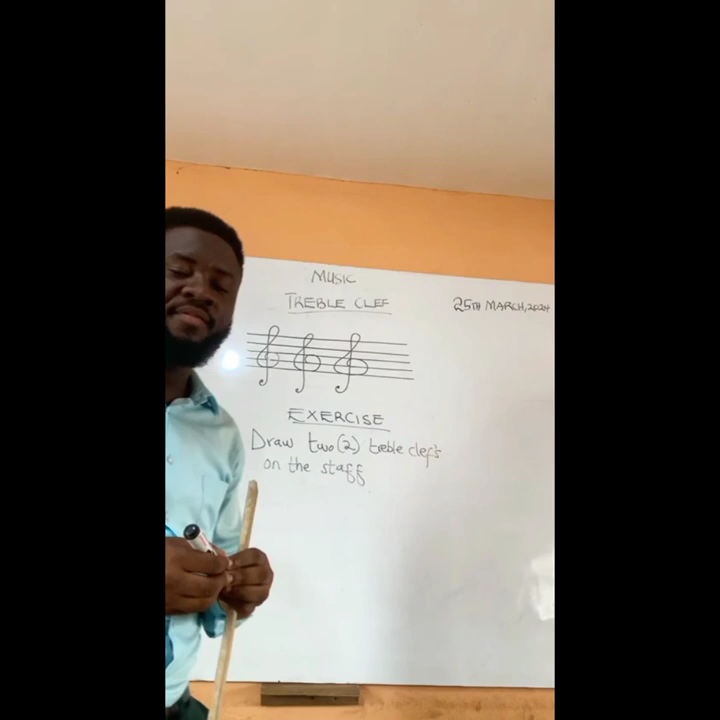 MUSIC
TREBLE CLEF
25TH MARCH, 2024
EXERCISE
Draw two (2) treble clef's
on the staff